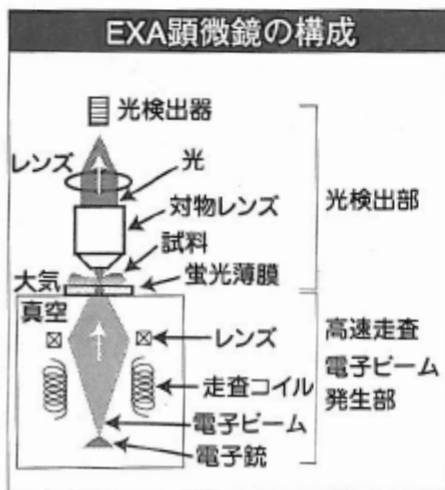 EXA顕微鏡の構成
光検出器
レンズ
光
対物レンズ
光検出部
試料
大気
蛍光薄膜
真空
レンズ
高速走査
電子ビーム
発生部
走査コイル
電子ビーム
電子銃